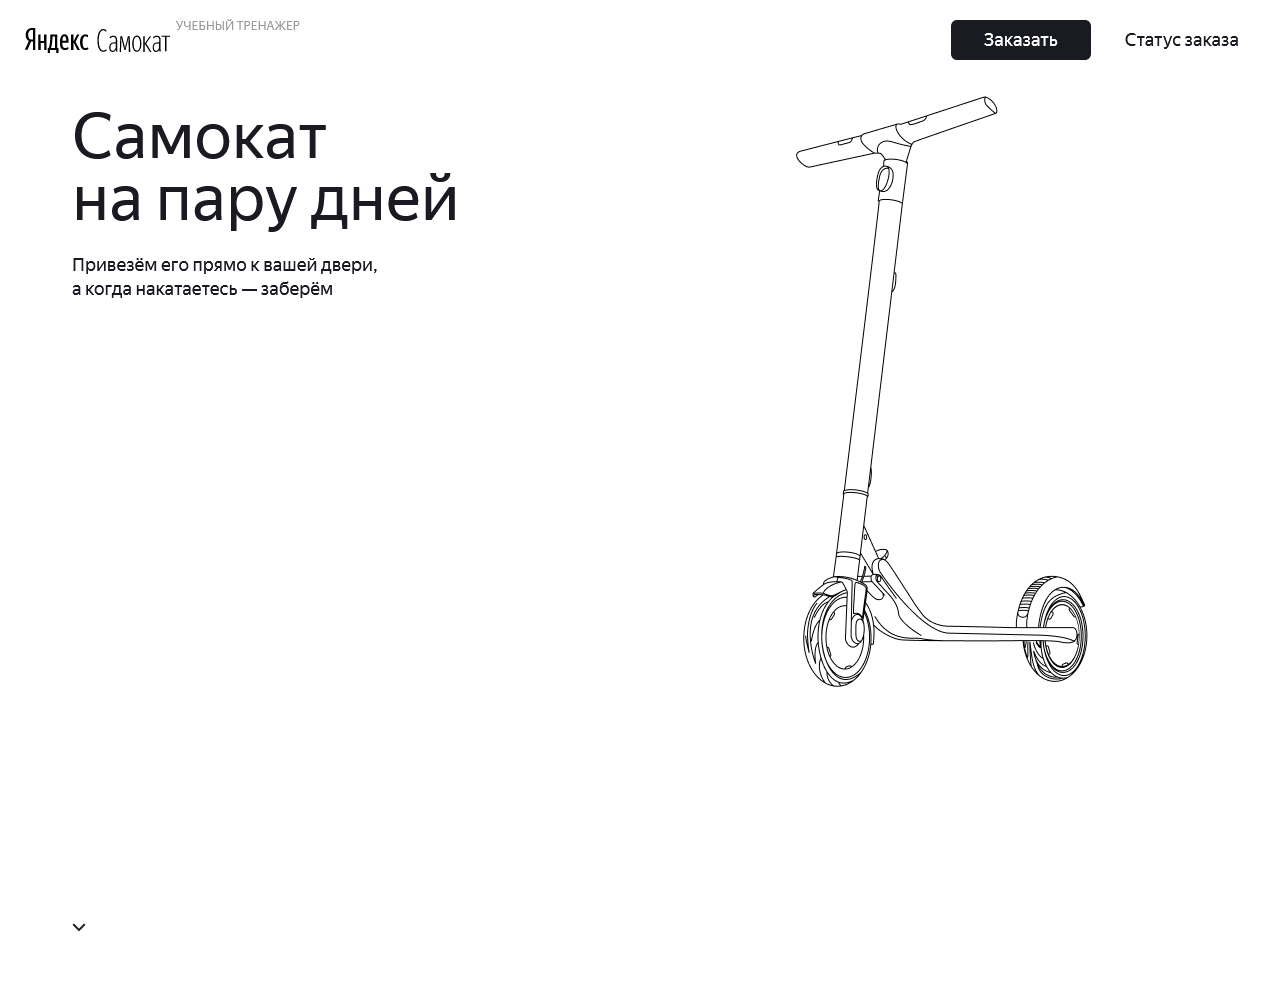 Яндекс Самокат УЧЕБНЫЙ ТРЕНАЖЕР
Заказать
Статус заказа
Самокат
на пару дней
Привезём его прямо к вашей двери,
а когда накатаетесь — заберём